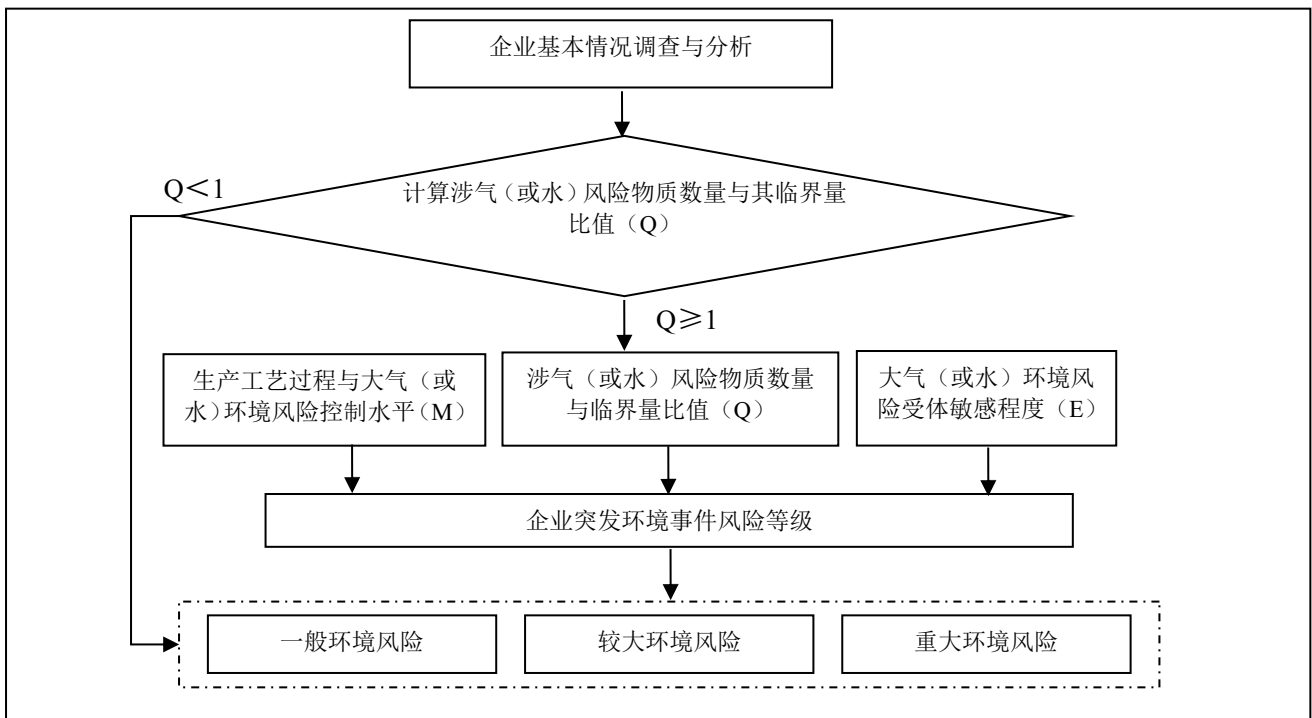 企业基本情况调查与分析
Q＜1
计算涉气（或水）风险物质数量与其临界量
比值（Q）
Q≥1
生产工艺过程与大气（或
水）环境风险控制水平（M）
涉气（或水）风险物质数量
与临界量比值（Q）
大气（或水）环境风
险受体敏感程度（E）
企业突发环境事件风险等级
一般环境风险
较大环境风险
重大环境风险